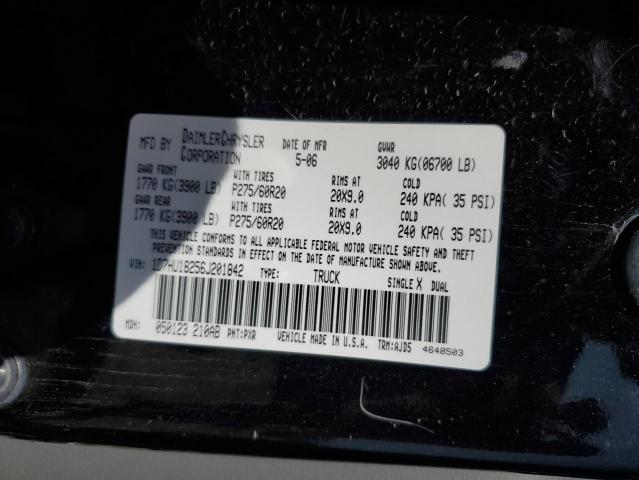 MFD BY DAIMLERCHRYSLER CORPORATION DATE OF MFR 5-06 GVWR 3040 KG(06700 LB)
GAWR FRONT WITH TIRES RIMS AT COLD
1770 KG(3900 LB) P275/60R20 20X9.0 240 KPA( 35 PSI)
GAWR REAR WITH TIRES RIMS AT COLD
1770 KG(3900 LB) P275/60R20 20X9.0 240 KPA( 35 PSI)
THIS VEHICLE CONFORMS TO ALL APPLICABLE FEDERAL MOTOR VEHICLE SAFETY AND THEFT
PREVENTION STANDARDS IN EFFECT ON THE DATE OF MANUFACTURE SHOWN ABOVE.
VIN: 1D7HU18256J201842 TYPE: TRUCK SINGLE X DUAL
MDH: 050123 210AB PNT:PXR VEHICLE MADE IN U.S.A. TRM:AJD5 4648503